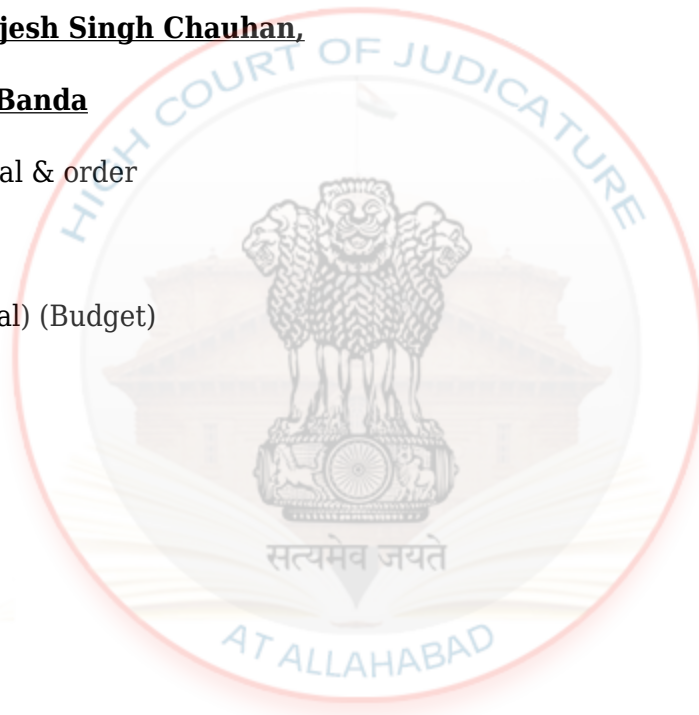 jesh Singh Chauhan,
Banda
al & order
al) (Budget)
HIGH COURT OF JUDICATURE
सत्यमेव जयते
AT ALLAHABAD